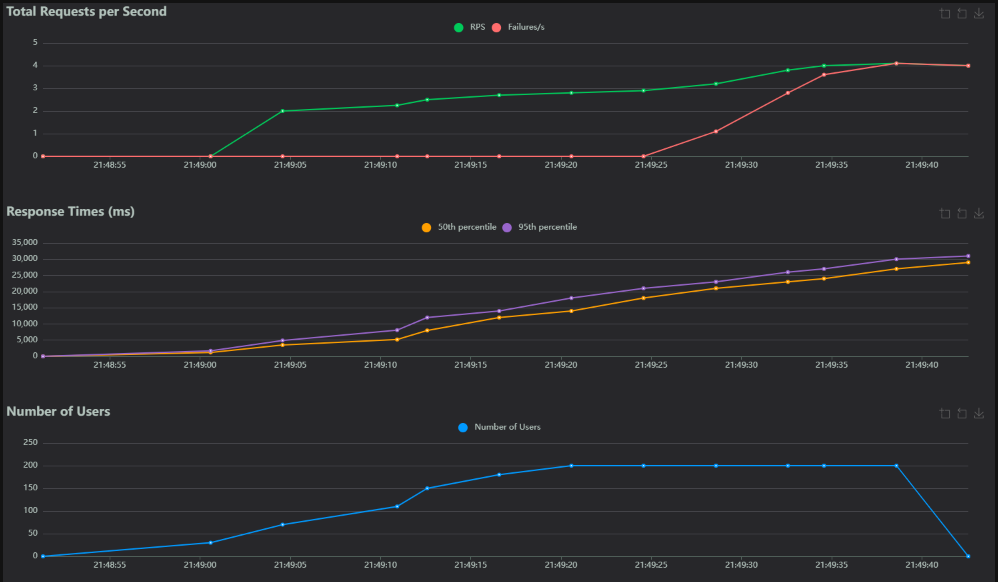 Total Requests per Second
RPS Failures/s
5
4
3
2
1
0
21:48:55 21:49:00 21:49:05 21:49:10 21:49:15 21:49:20 21:49:25 21:49:30 21:49:35 21:49:40
Response Times (ms)
50th percentile 95th percentile
35,000
30,000
25,000
20,000
15,000
10,000
5,000
0
21:48:55 21:49:00 21:49:05 21:49:10 21:49:15 21:49:20 21:49:25 21:49:30 21:49:35 21:49:40
Number of Users
Number of Users
250
200
150
100
50
0
21:48:55 21:49:00 21:49:05 21:49:10 21:49:15 21:49:20 21:49:25 21:49:30 21:49:35 21:49:40